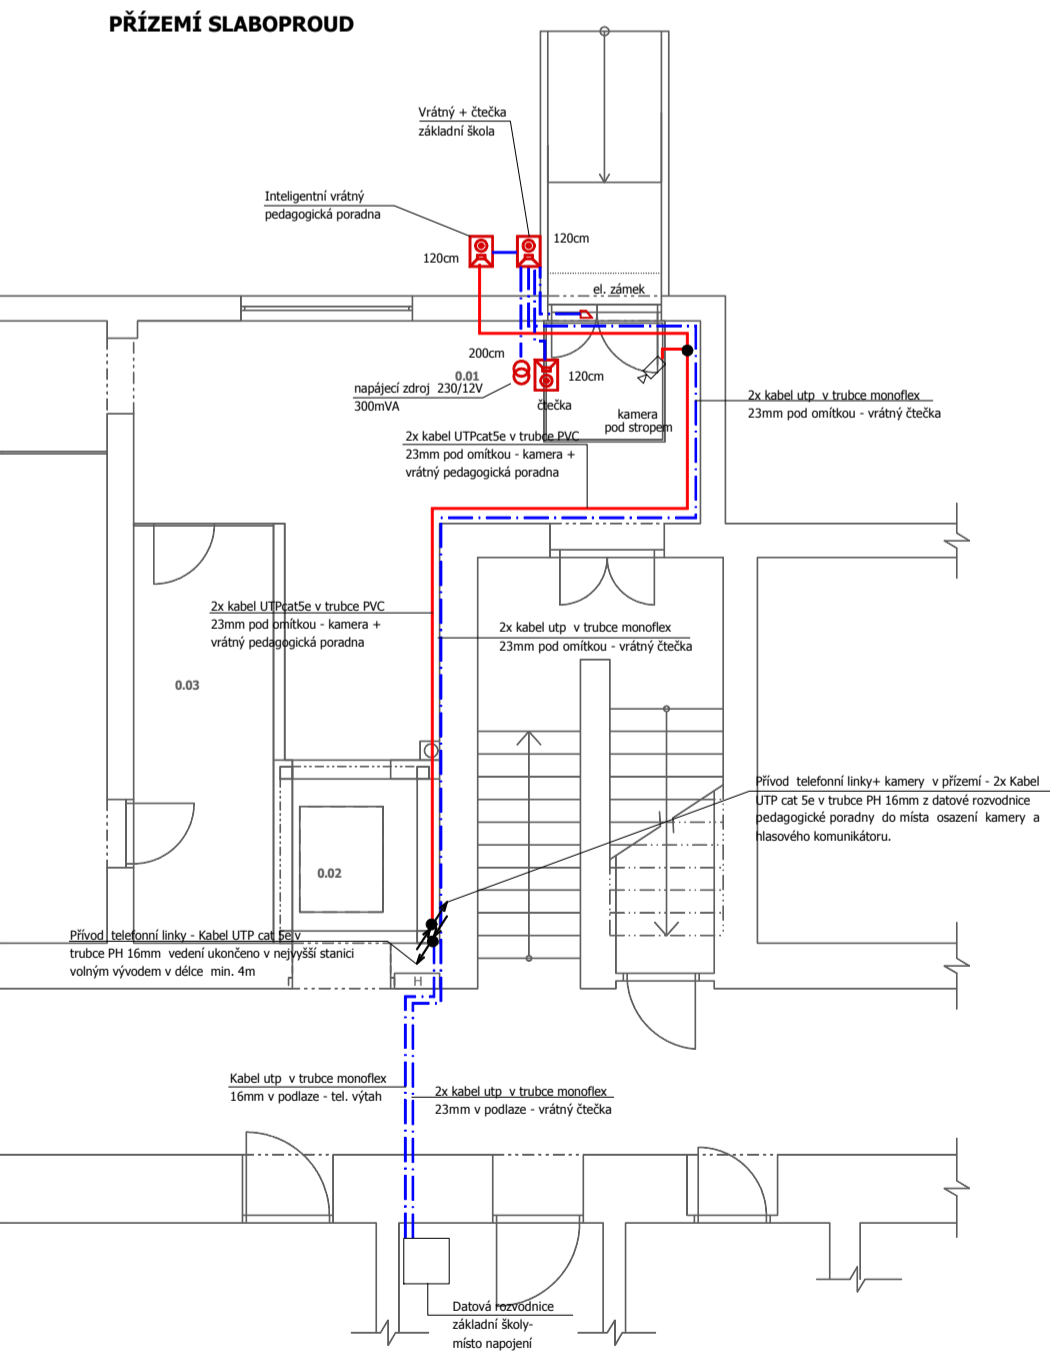 PŘÍZEMÍ SLABOPROUD
Vrátný + čtečka
základní škola
Inteligentní vrátný
pedagogická poradna
120cm
120cm
el. zámek
200cm
0.01
napájecí zdroj 230/12V
300mVA
120cm
čtečka
kamera
pod stropem
2x kabel utp v trubce monoflex
23mm pod omítkou - vrátný čtečka
2x kabel UTPcat5e v trubce PVC
23mm pod omítkou - kamera +
vrátný pedagogická poradna
2x kabel UTPcat5e v trubce PVC
23mm pod omítkou - kamera +
vrátný pedagogická poradna
2x kabel utp v trubce monoflex
23mm pod omítkou - vrátný čtečka
0.03
Přívod telefonní linky+ kamery v přízemí - 2x Kabel
UTP cat 5e v trubce PH 16mm z datové rozvodnice
pedagogické poradny do místa osazení kamery a
hlasového komunikátoru.
0.02
Přívod telefonní linky - Kabel UTP cat 5e v
trubce PH 16mm vedení ukončeno v nejvyšší stanici
volným vývodem v délce min. 4m
H
Kabel utp v trubce monoflex
16mm v podlaze - tel. výtah
2x kabel utp v trubce monoflex
23mm v podlaze - vrátný čtečka
Datová rozvodnice
základní školy-
místo napojení